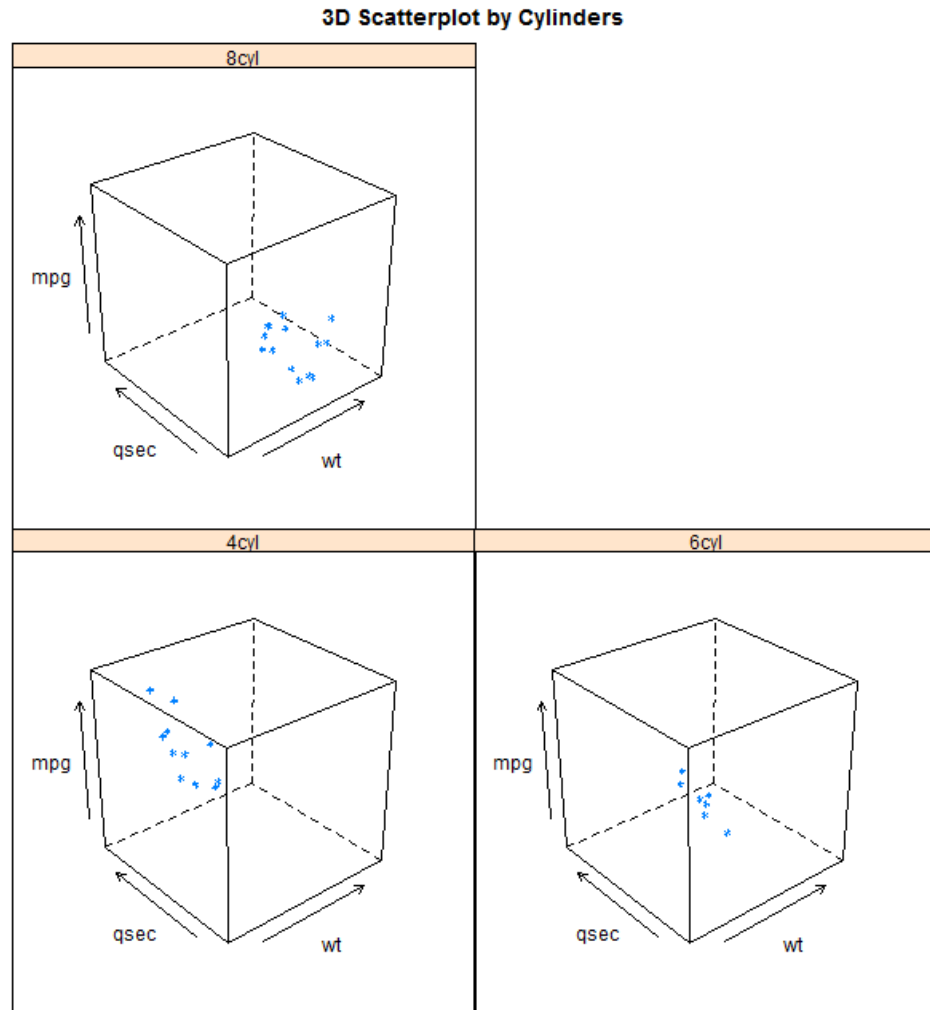 3D Scatterplot by Cylinders
8cyl
mpg
qsec
wt
4cyl
6cyl
mpg
mpg
qsec
wt
qsec
wt